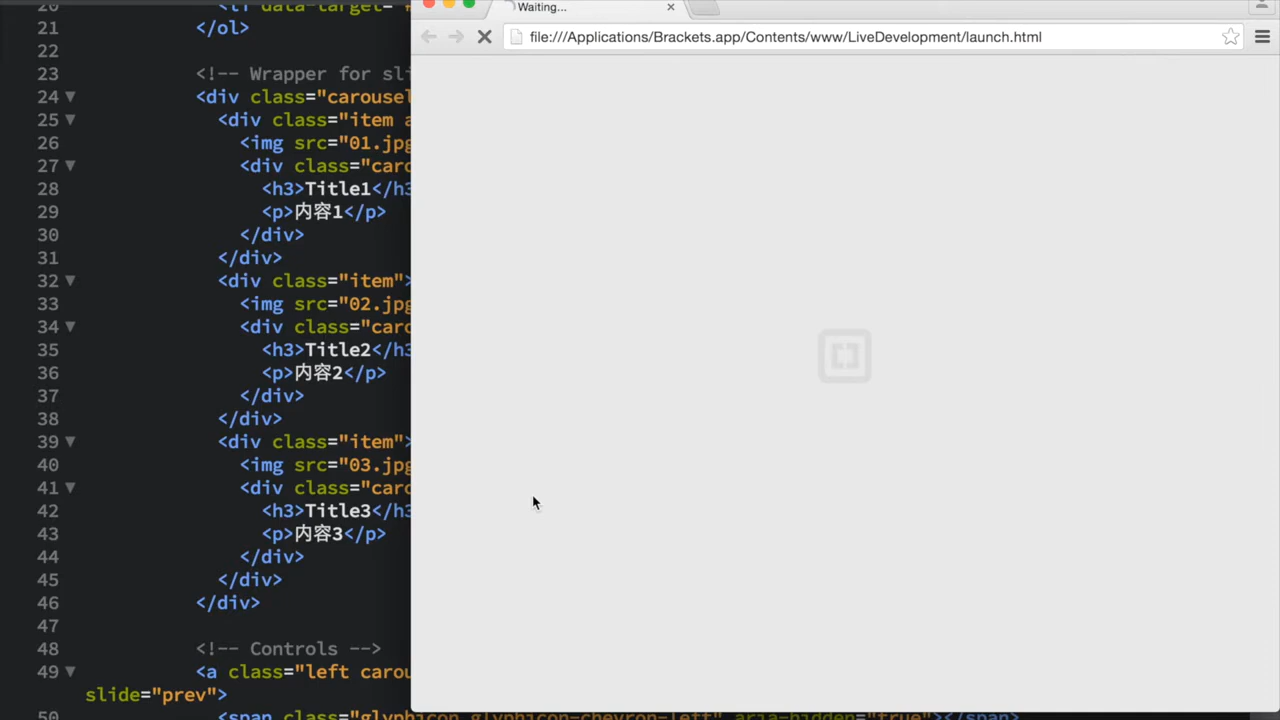 Waiting...
file:///Applications/Brackets.app/Contents/www/LiveDevelopment/launch.html
20 <li data-target="
21 </ol>
22
23 <!-- Wrapper for sli
24 <div class="carousel
25 <div class="item a
26 <img src="01.jpg
27 <div class="caro
28 <h3>Title1</h3
29 <p>内容1</p>
30 </div>
31 </div>
32 <div class="item">
33 <img src="02.jpg
34 <div class="caro
35 <h3>Title2</h3
36 <p>内容2</p>
37 </div>
38 </div>
39 <div class="item">
40 <img src="03.jpg
41 <div class="caro
42 <h3>Title3</h3
43 <p>内容3</p>
44 </div>
45 </div>
46 </div>
47
48 <!-- Controls -->
49 <a class="left carou
slide="prev">
50 <span class="glyphicon glyphicon-chevron-left" aria-hidden="true"></span>